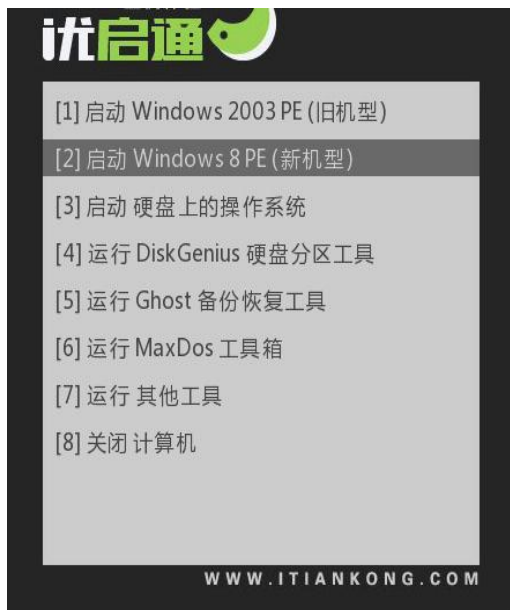 优启通
[1] 启动 Windows 2003 PE (旧机型)
[2] 启动 Windows 8 PE (新机型)
[3] 启动 硬盘上的操作系统
[4] 运行 DiskGenius 硬盘分区工具
[5] 运行 Ghost 备份恢复工具
[6] 运行 MaxDos 工具箱
[7] 运行 其他工具
[8] 关闭 计算机
WWW.ITIANKONG.COM